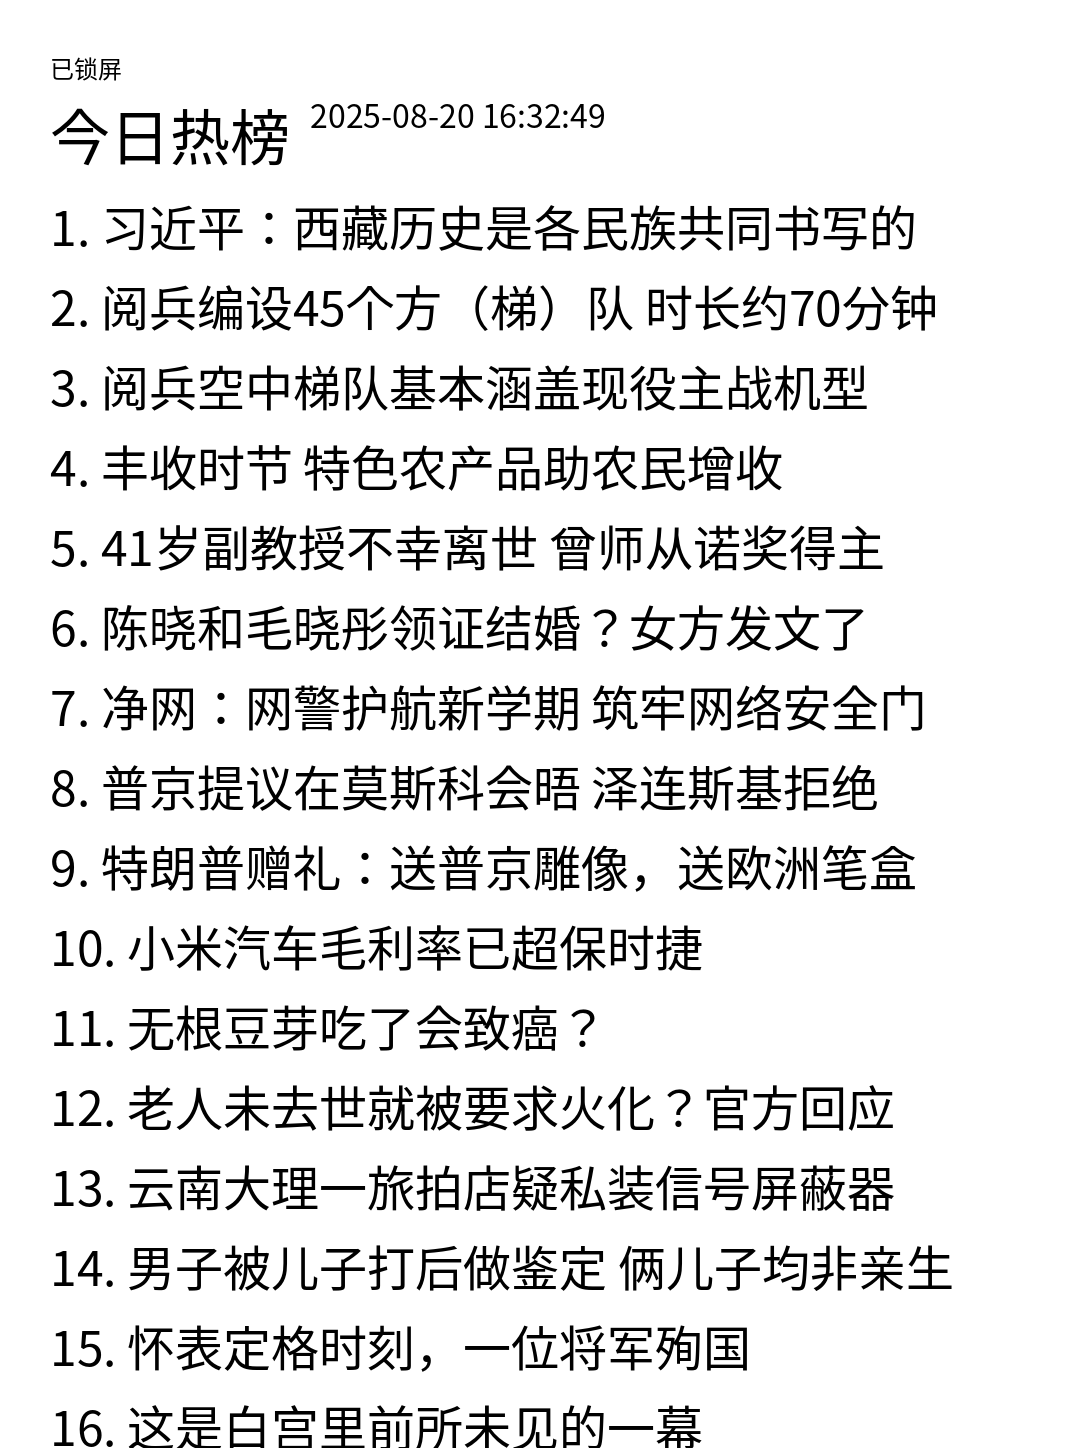 已锁屏
今日热榜 2025-08-20 16:32:49
1. 习近平：西藏历史是各民族共同书写的
2. 阅兵编设45个方（梯）队 时长约70分钟
3. 阅兵空中梯队基本涵盖现役主战机型
4. 丰收时节 特色农产品助农民增收
5. 41岁副教授不幸离世 曾师从诺奖得主
6. 陈晓和毛晓彤领证结婚？女方发文了
7. 净网：网警护航新学期 筑牢网络安全门
8. 普京提议在莫斯科会晤 泽连斯基拒绝
9. 特朗普赠礼：送普京雕像，送欧洲笔盒
10. 小米汽车毛利率已超保时捷
11. 无根豆芽吃了会致癌？
12. 老人未去世就被要求火化？官方回应
13. 云南大理一旅拍店疑私装信号屏蔽器
14. 男子被儿子打后做鉴定 俩儿子均非亲生
15. 怀表定格时刻，一位将军殉国
16. 这是白宫里前所未见的一幕